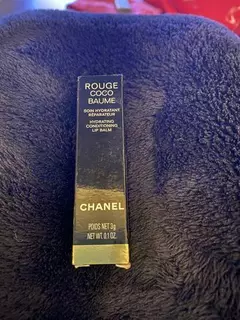 ROUGE
COCO
BAUME
SOIN HYDRATANT
RÉPARATEUR
HYDRATING
CONDITIONING
LIP BALM
CHANEL
POIDS NET 3g
NET WT. 0.1 OZ.